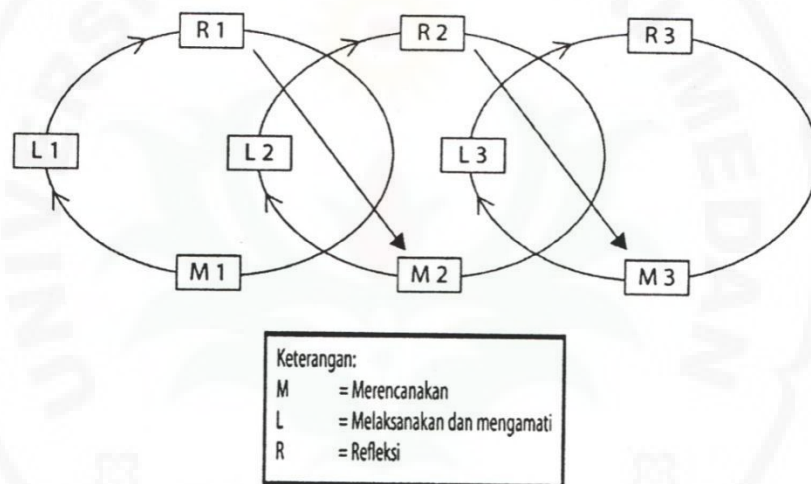 R 1
R 2
R 3
L 1
L 2
L 3
M 1
M 2
M 3
Keterangan:
M = Merencanakan
L = Melaksanakan dan mengamati
R = Refleksi